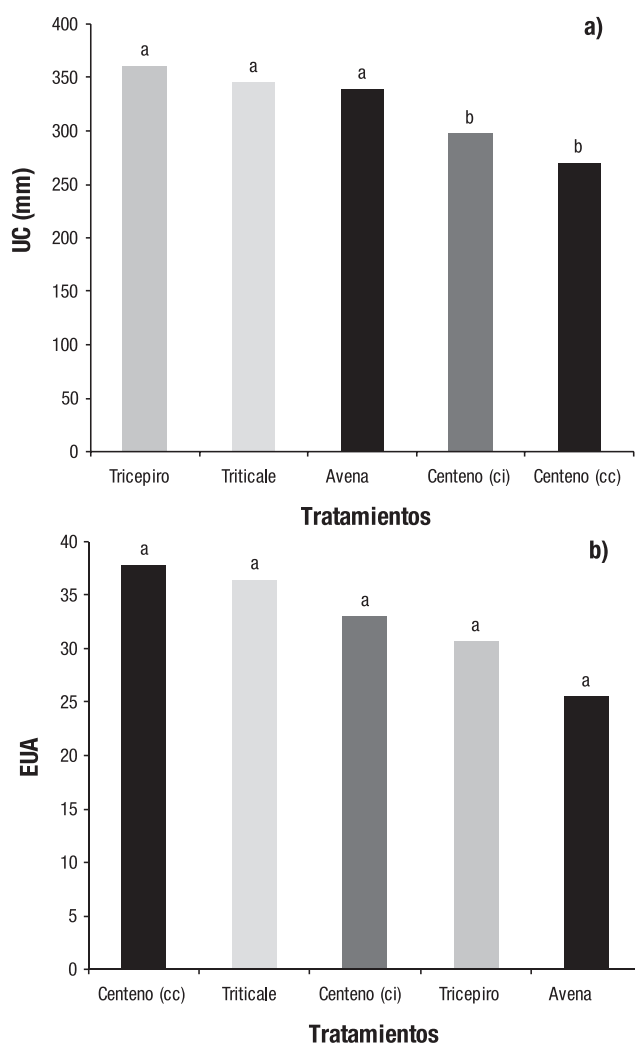 a)
400
350
300
250
200
150
100
50
0
UC (mm)
a
a
a
b
b
Tricepiro Triticale Avena Centeno (ci) Centeno (cc)
Tratamientos
b)
40
35
30
25
20
15
10
5
0
EUA
a
a
a
a
a
Centeno (cc) Triticale Centeno (ci) Tricepiro Avena
Tratamientos